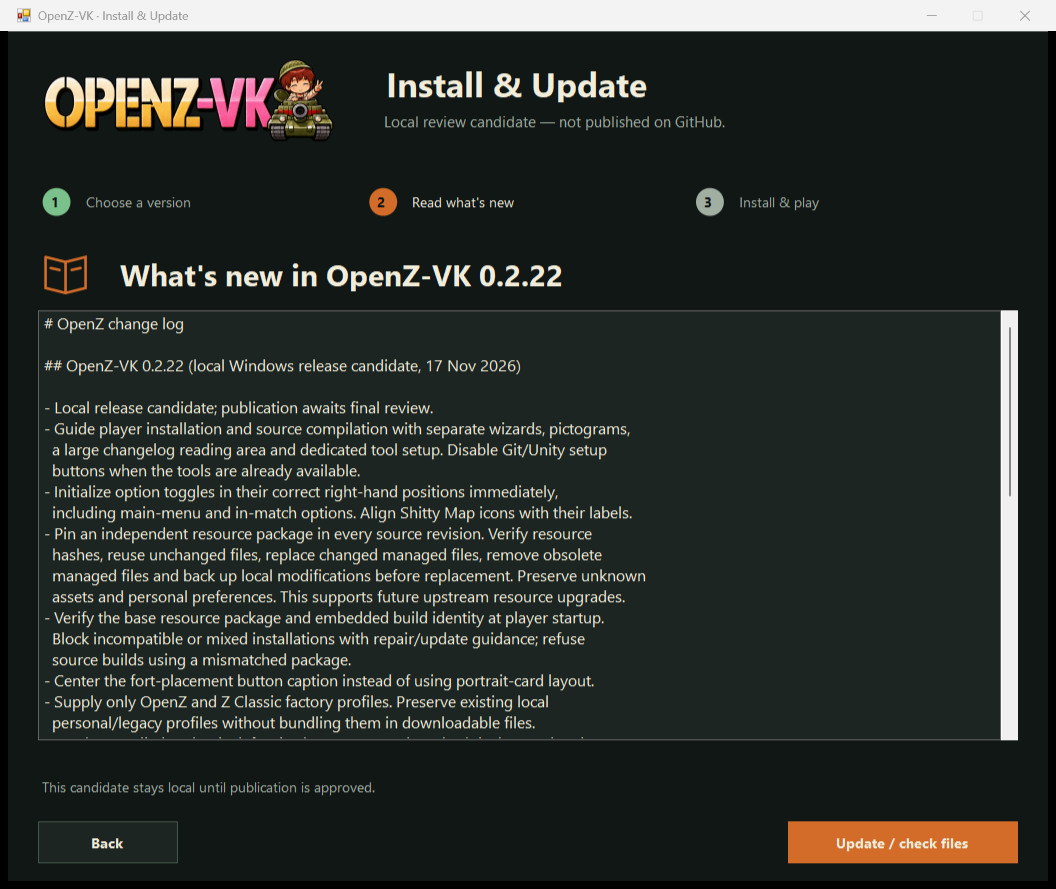 OpenZ-VK · Install & Update
OPENZ-VK
Install & Update
Local review candidate — not published on GitHub.
1 Choose a version
2 Read what's new
3 Install & play
What's new in OpenZ-VK 0.2.22
# OpenZ change log
## OpenZ-VK 0.2.22 (local Windows release candidate, 17 Nov 2026)
- Local release candidate; publication awaits final review.
- Guide player installation and source compilation with separate wizards, pictograms,
a large changelog reading area and dedicated tool setup. Disable Git/Unity setup
buttons when the tools are already available.
- Initialize option toggles in their correct right-hand positions immediately,
including main-menu and in-match options. Align Shitty Map icons with their labels.
- Pin an independent resource package in every source revision. Verify resource
hashes, reuse unchanged files, replace changed managed files, remove obsolete
managed files and back up local modifications before replacement. Preserve unknown
assets and personal preferences. This supports future upstream resource upgrades.
- Verify the base resource package and embedded build identity at player startup.
Block incompatible or mixed installations with repair/update guidance; refuse
source builds using a mismatched package.
- Center the fort-placement button caption instead of using portrait-card layout.
- Supply only OpenZ and Z Classic factory profiles. Preserve existing local
personal/legacy profiles without bundling them in downloadable files.
This candidate stays local until publication is approved.
Back
Update / check files